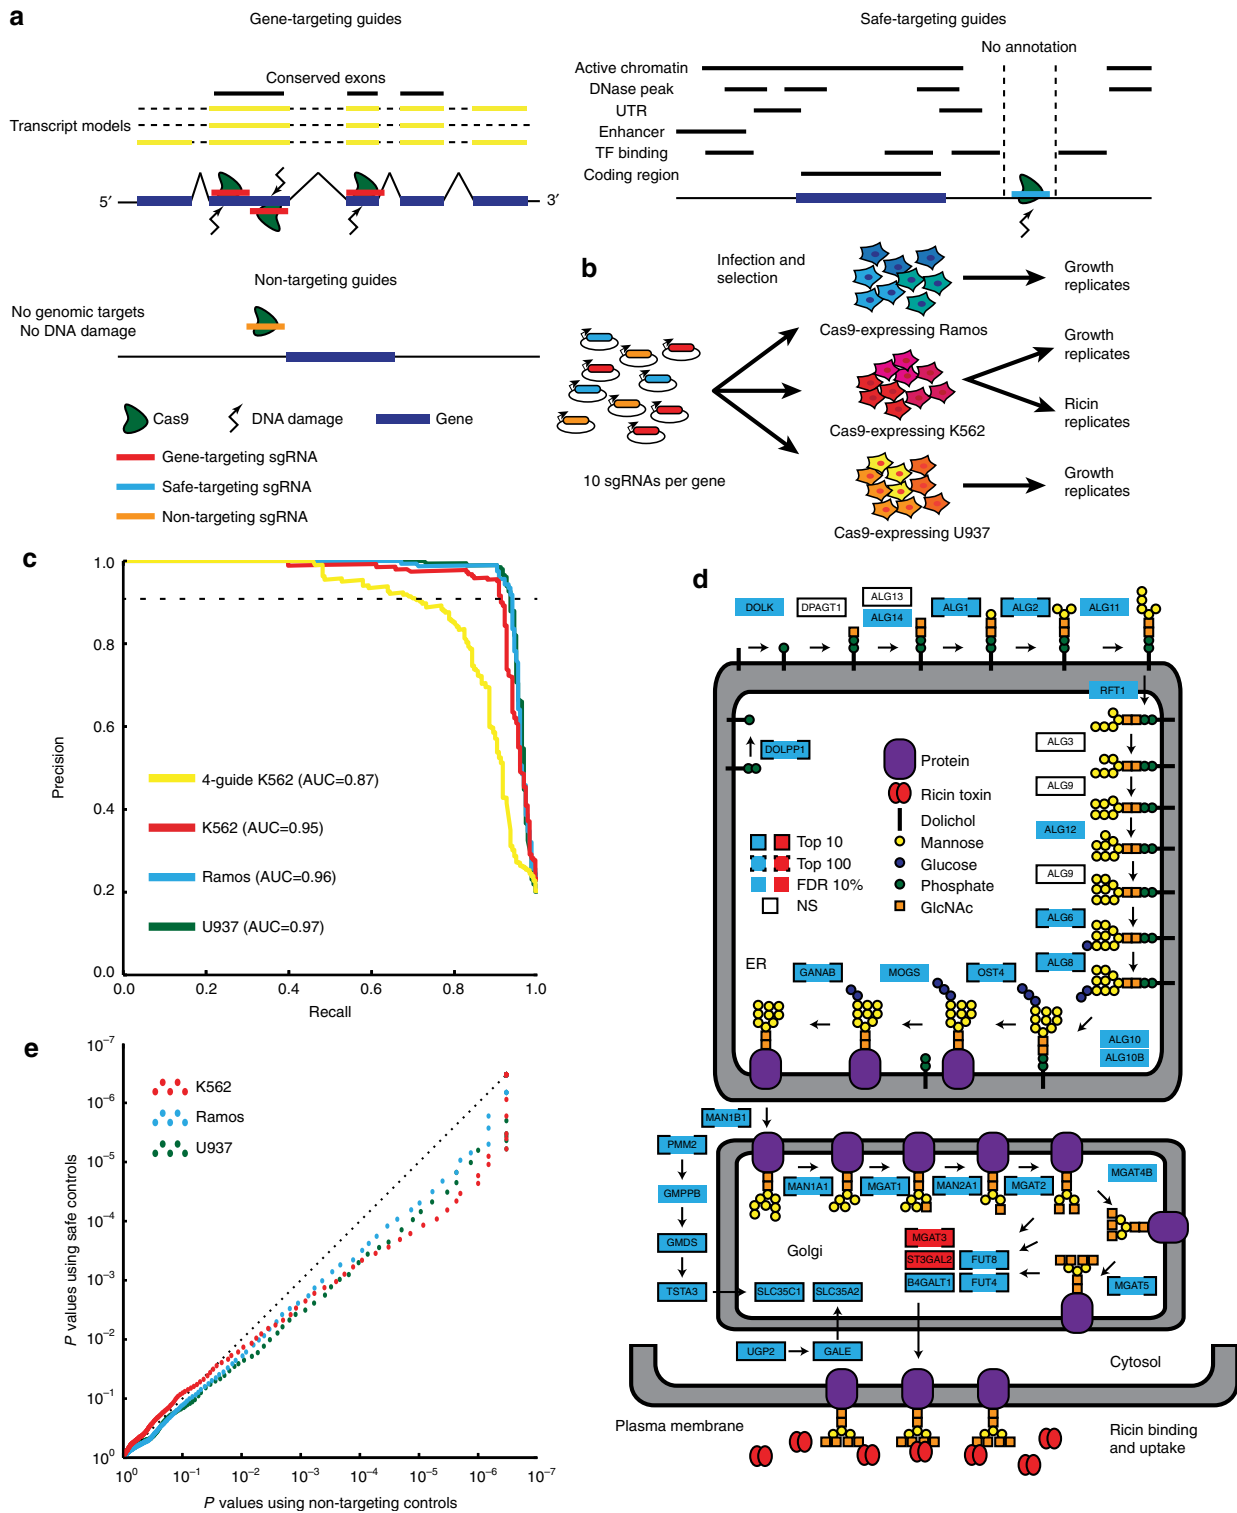 a
Gene-targeting guides
Conserved exons
Transcript models
5′
3′
Non-targeting guides
No genomic targets
No DNA damage
Cas9
DNA damage
Gene
Gene-targeting sgRNA
Safe-targeting sgRNA
Non-targeting sgRNA
Safe-targeting guides
No annotation
Active chromatin
DNase peak
UTR
Enhancer
TF binding
Coding region
b
Infection and
selection
10 sgRNAs per gene
Cas9-expressing Ramos
Growth
replicates
Cas9-expressing K562
Growth
replicates
Ricin
replicates
Cas9-expressing U937
Growth
replicates
c
1.0
0.8
0.6
0.4
0.2
0.0
Precision
4-guide K562 (AUC=0.87)
K562 (AUC=0.95)
Ramos (AUC=0.96)
U937 (AUC=0.97)
0.0 0.2 0.4 0.6 0.8 1.0
Recall
d
DOLK
DPAGT1
ALG13
ALG14
ALG1
ALG2
ALG11
RFT1
ALG3
ALG9
ALG12
ALG9
ALG6
ALG8
ALG10
ALG10B
DOLPP1
Protein
Ricin toxin
Dolichol
Mannose
Glucose
Phosphate
GlcNAc
Top 10
Top 100
FDR 10%
NS
ER
GANAB
MOGS
OST4
MAN1B1
PMM2
GMPPB
GMDS
TSTA3
MAN1A1
MGAT1
MAN2A1
MGAT2
MGAT4B
Golgi
MGAT3
ST3GAL2
B4GALT1
FUT8
FUT4
MGAT5
SLC35C1
SLC35A2
UGP2
GALE
Cytosol
Plasma membrane
Ricin binding
and uptake
e
10⁻⁷
10⁻⁶
10⁻⁵
10⁻⁴
10⁻³
10⁻²
10⁻¹
10⁰
P values using safe controls
K562
Ramos
U937
10⁰ 10⁻¹ 10⁻² 10⁻³ 10⁻⁴ 10⁻⁵ 10⁻⁶ 10⁻⁷
P values using non-targeting controls